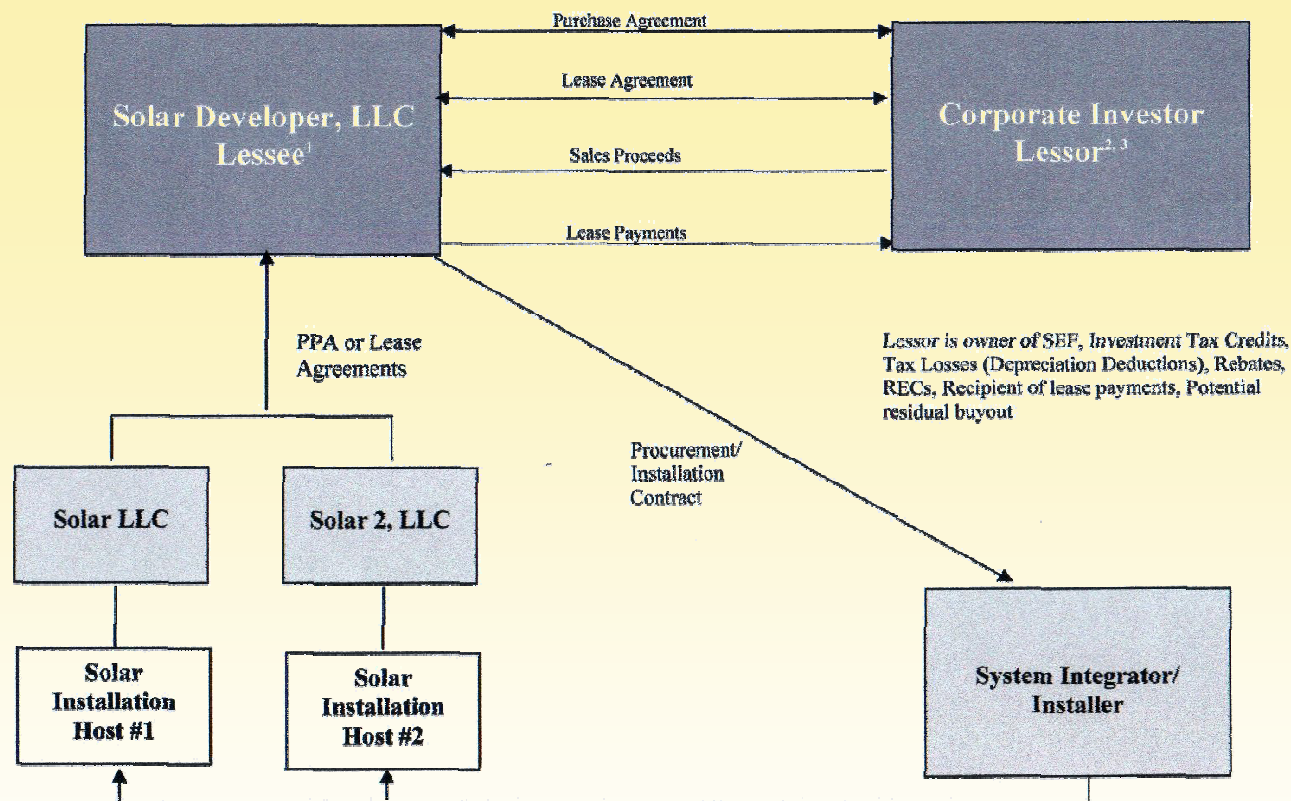 Purchase Agreement
Solar Developer, LLC
Lessee¹
Lease Agreement
Corporate Investor
Lessor², ³
Sales Proceeds
Lease Payments
PPA or Lease
Agreements
Lessor is owner of SEF, Investment Tax Credits,
Tax Losses (Depreciation Deductions), Rebates,
RECs, Recipient of lease payments, Potential
residual buyout
Procurement/
Installation
Contract
Solar LLC
Solar 2, LLC
Solar
Installation
Host #1
Solar
Installation
Host #2
System Integrator/
Installer